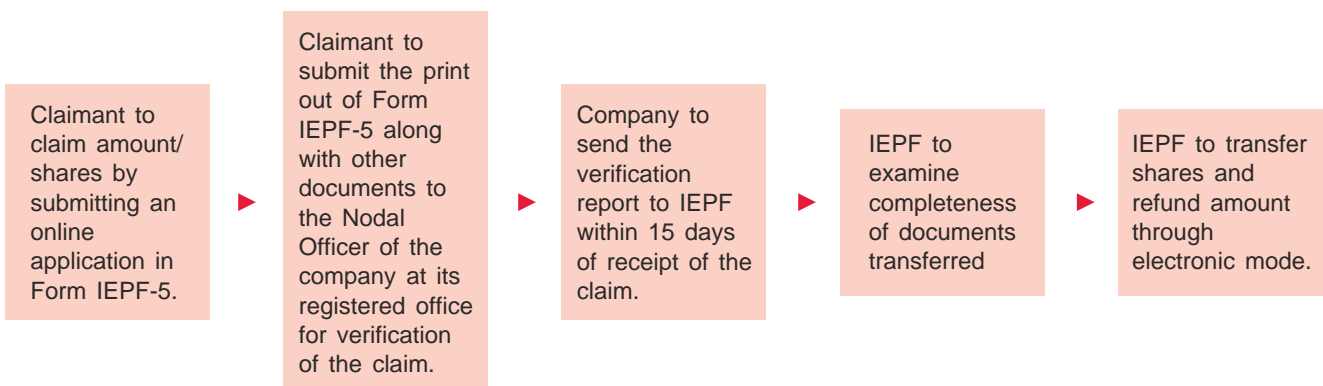 Claimant to
claim amount/
shares by
submitting an
online
application in
Form IEPF-5.
Claimant to
submit the print
out of Form
IEPF-5 along
with other
documents to
the Nodal
Officer of the
company at its
registered office
for verification
of the claim.
Company to
send the
verification
report to IEPF
within 15 days
of receipt of the
claim.
IEPF to
examine
completeness
of documents
transferred
IEPF to transfer
shares and
refund amount
through
electronic mode.